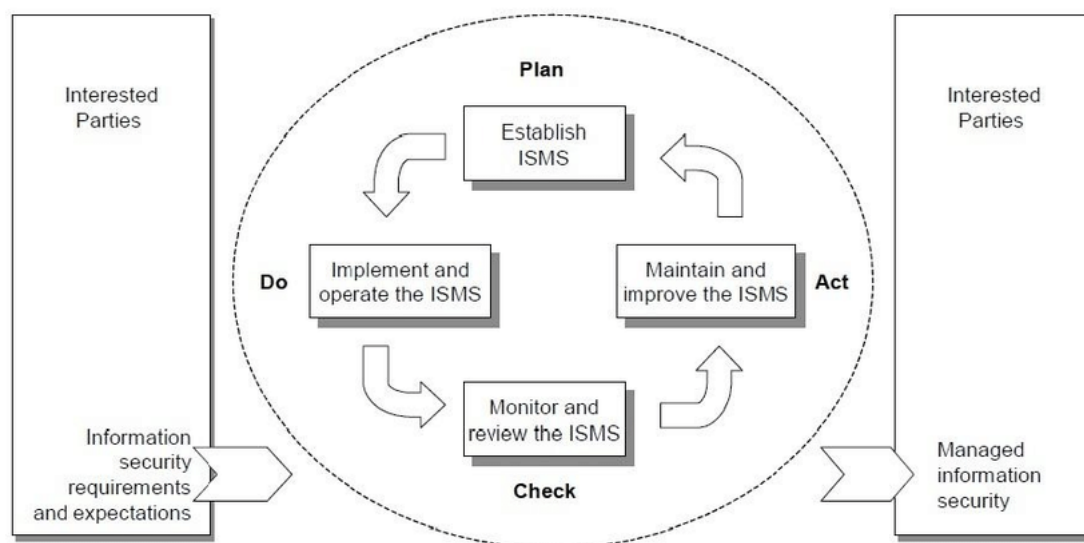 Interested
Parties
Information
security
requirements
and expectations
Plan
Establish
ISMS
Do
Implement and
operate the ISMS
Maintain and
improve the ISMS
Act
Monitor and
review the ISMS
Check
Interested
Parties
Managed
information
security